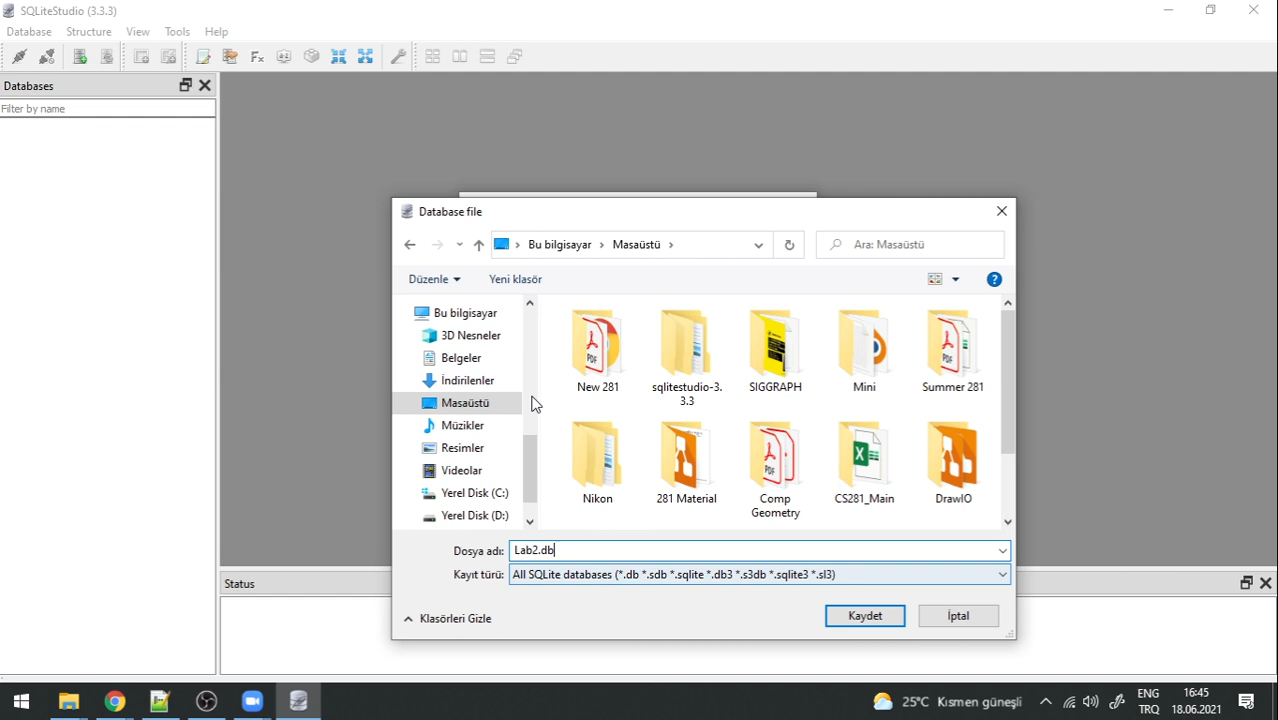 SQLiteStudio (3.3.3)
Database Structure View Tools Help
Databases
Filter by name
Database file
Bu bilgisayar > Masaüstü >
Ara: Masaüstü
Düzenle Yeni klasör
Bu bilgisayar
3D Nesneler
Belgeler
İndirilenler
Masaüstü
Müzikler
Resimler
Videolar
Yerel Disk (C:)
Yerel Disk (D:)
New 281
sqlitestudio-3.
3.3
SIGGRAPH
Mini
Summer 281
Nikon
281 Material
Comp
Geometry
CS281_Main
DrawIO
Dosya adı: Lab2.db
Kayıt türü: All SQLite databases (*.db *.sdb *.sqlite *.db3 *.s3db *.sqlite3 *.sl3)
Klasörleri Gizle
Kaydet
İptal
Status
25°C Kısmen güneşli
ENG
TRQ
16:45
18.06.2021